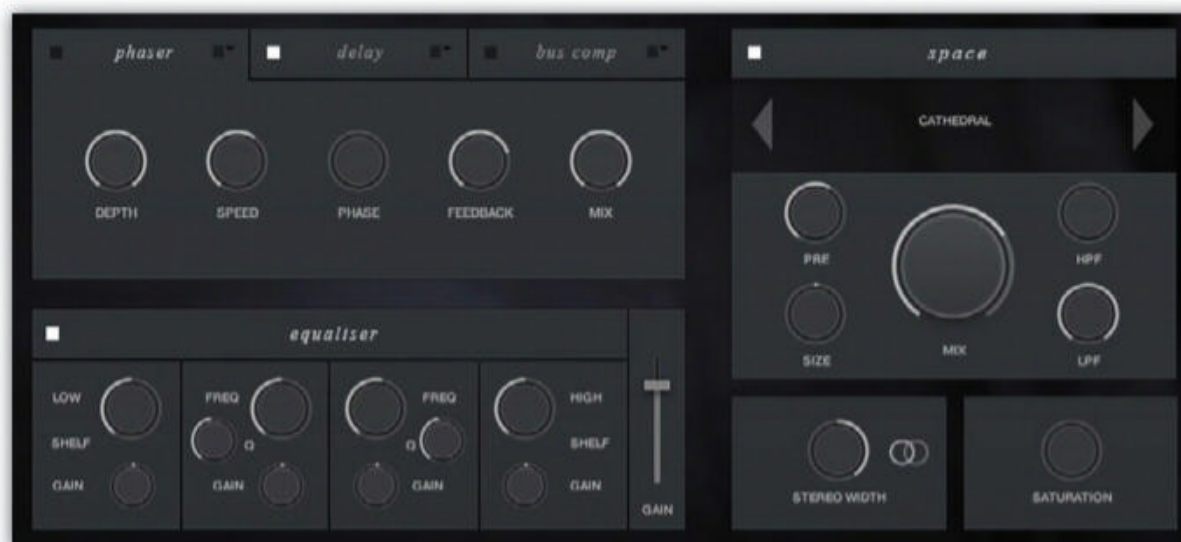 phaser
delay
bus comp
DEPTH
SPEED
PHASE
FEEDBACK
MIX
equaliser
LOW
SHELF
GAIN
FREQ
Q
GAIN
FREQ
Q
GAIN
HIGH
SHELF
GAIN
GAIN
space
CATHEDRAL
PRE
HPF
SIZE
MIX
LPF
STEREO WIDTH
SATURATION